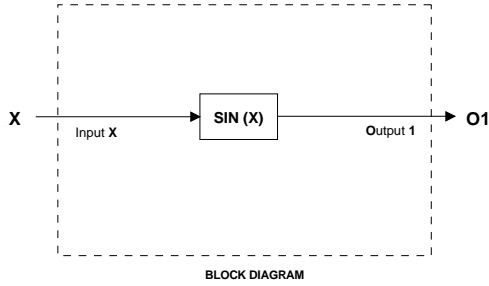 X
Input X
SIN (X)
Output 1
O1
BLOCK DIAGRAM